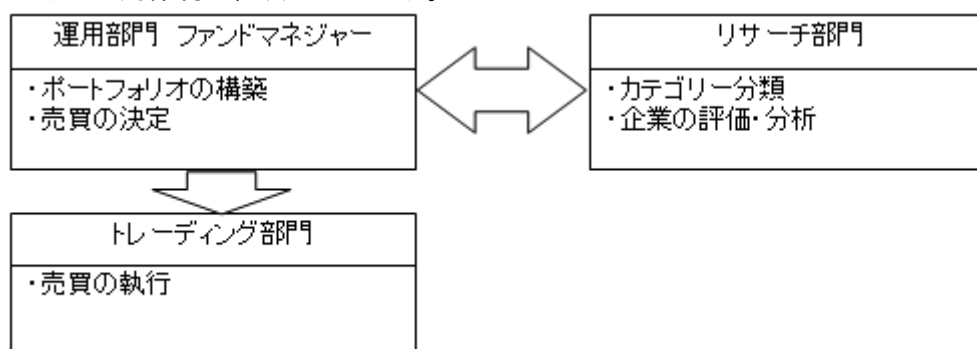 運用部門 ファンドマネジャー
・ポートフォリオの構築
・売買の決定
リサーチ部門
・カテゴリー分類
・企業の評価・分析
トレーディング部門
・売買の執行